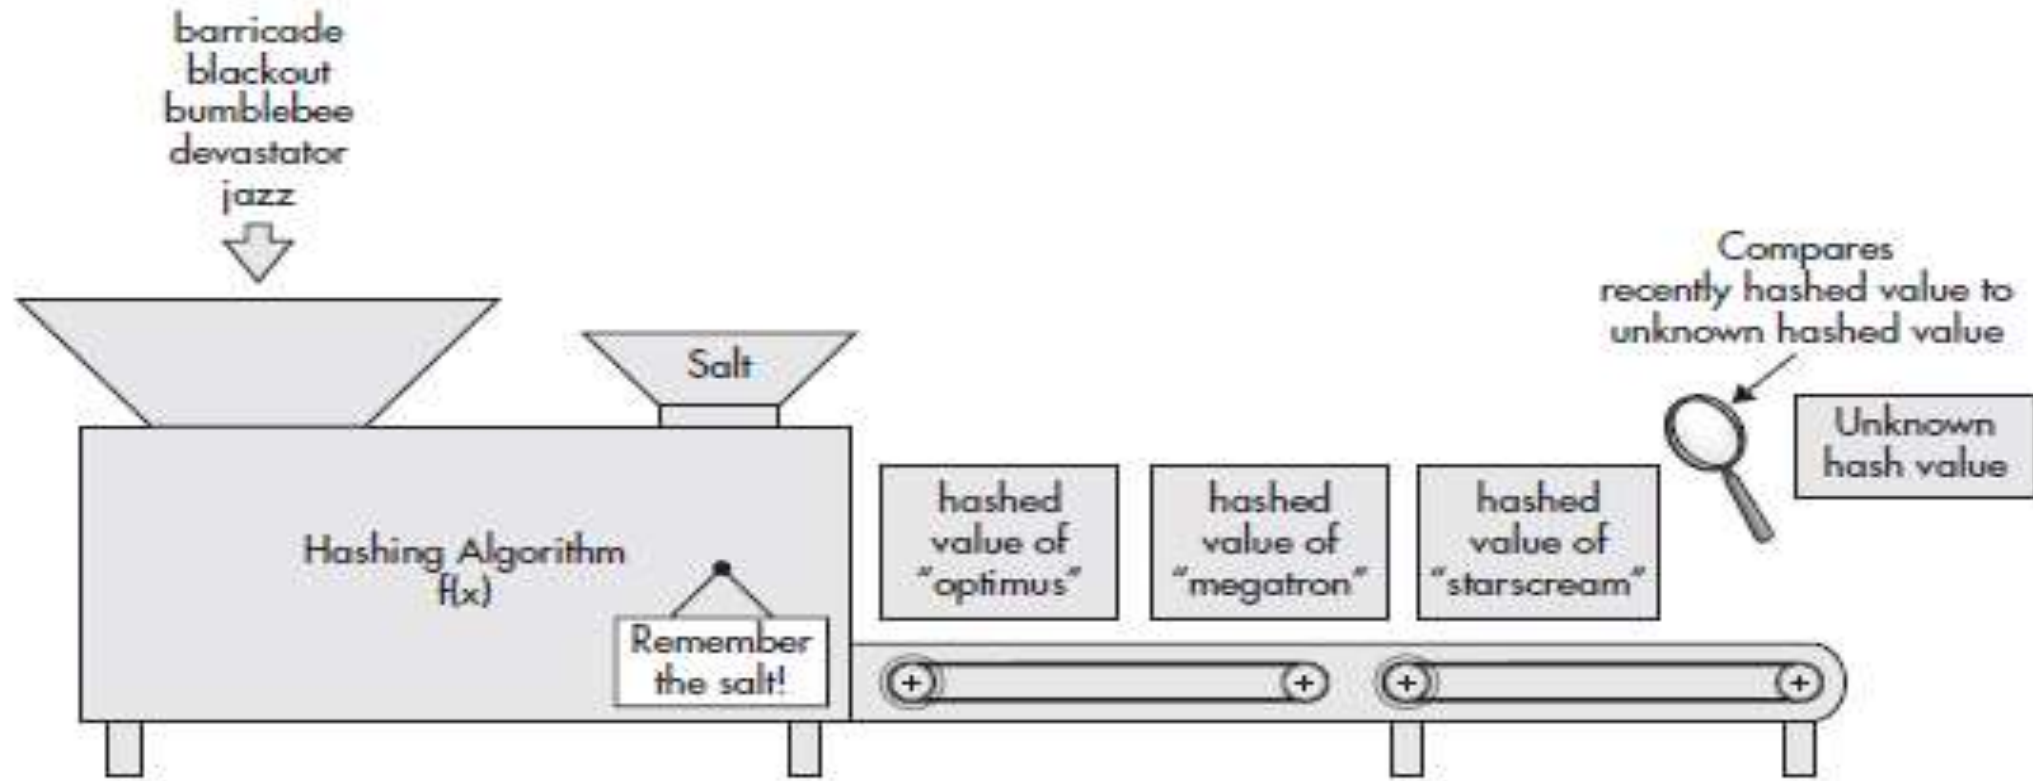 barricade
blackout
bumblebee
devastator
jazz
Salt
Hashing Algorithm
f(x)
Remember
the salt!
hashed
value of
"optimus"
hashed
value of
"megatron"
hashed
value of
"starscream"
Compares
recently hashed value to
unknown hashed value
Unknown
hash value